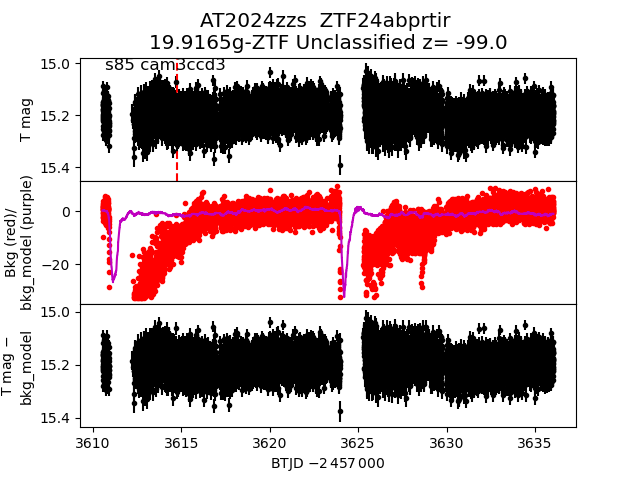 AT2024zzs  ZTF24abprtir
19.9165g-ZTF Unclassified z= -99.0
s85 cam3ccd3
15.0
15.2
15.4
T mag
0
−20
Bkg (red)/
bkg_model (purple)
15.0
15.2
15.4
T mag −
bkg_model
3610 3615 3620 3625 3630 3635
BTJD −2 457 000